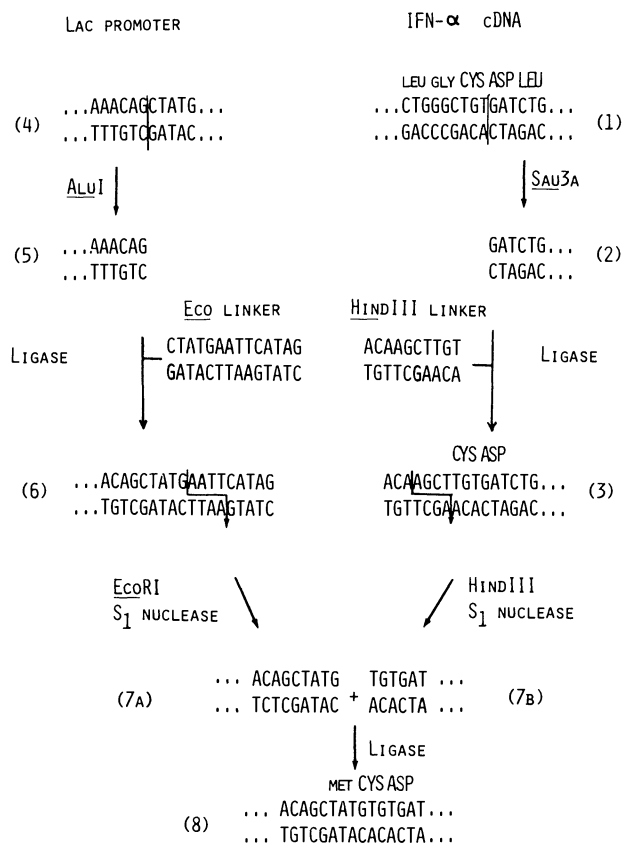 LAC PROMOTER
IFN-α cDNA
LEU GLY CYS ASP LEU
(4)
...AAACAGCTATG...
...TTTGTCGATAC...
...CTGGGCTGTGATCTG...
...GACCCGACACTAGAC...
(1)
ALUI
SAU3A
(5)
...AAACAG
...TTTGTC
GATCTG...
CTAGAC...
(2)
ECO LINKER
HINDIII LINKER
LIGASE
CTATGAATTCATAG
GATACTTAAGTATC
ACAAGCTTGT
TGTTCGAACA
LIGASE
CYS ASP
(6)
...ACAGCTATGAATTCATAG
...TGTCGATACTTAAGTATC
ACAAGCTTGTGATCTG...
TGTTCGAACACTAGAC...
(3)
ECORI
S1 NUCLEASE
HINDIII
S1 NUCLEASE
(7A)
... ACAGCTATG
... TCTCGATAC
+
TGTGAT ...
ACACTA ...
(7B)
LIGASE
MET CYS ASP
(8)
... ACAGCTATGTGTGAT...
... TGTCGATACACACTA...